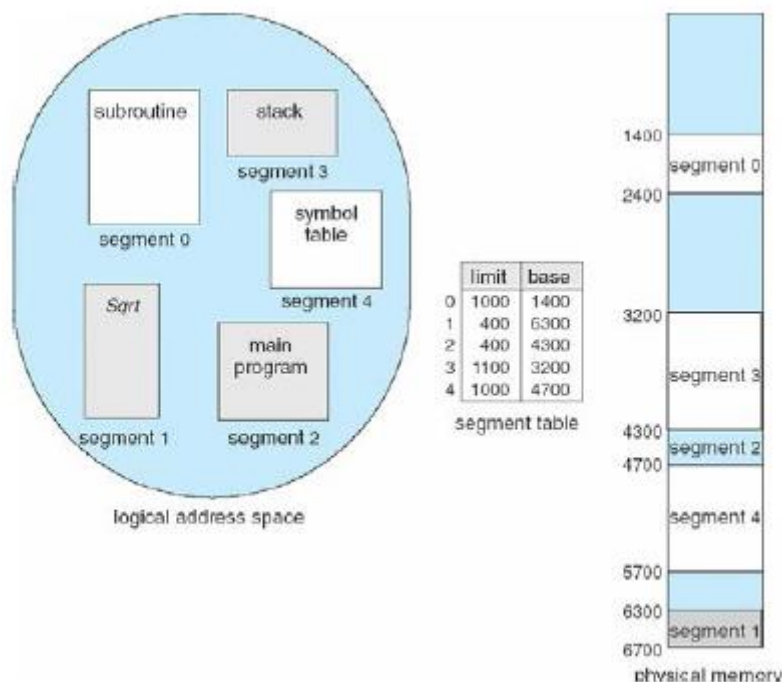 subroutine
segment 0
stack
segment 3
symbol
table
segment 4
Sqrt
segment 1
main
program
segment 2
logical address space
limit base
0 1000 1400
1 400 6300
2 400 4300
3 1100 3200
4 1000 4700
segment table
1400
segment 0
2400
3200
segment 3
4300
segment 2
4700
segment 4
5700
6300
segment 1
6700
physical memory